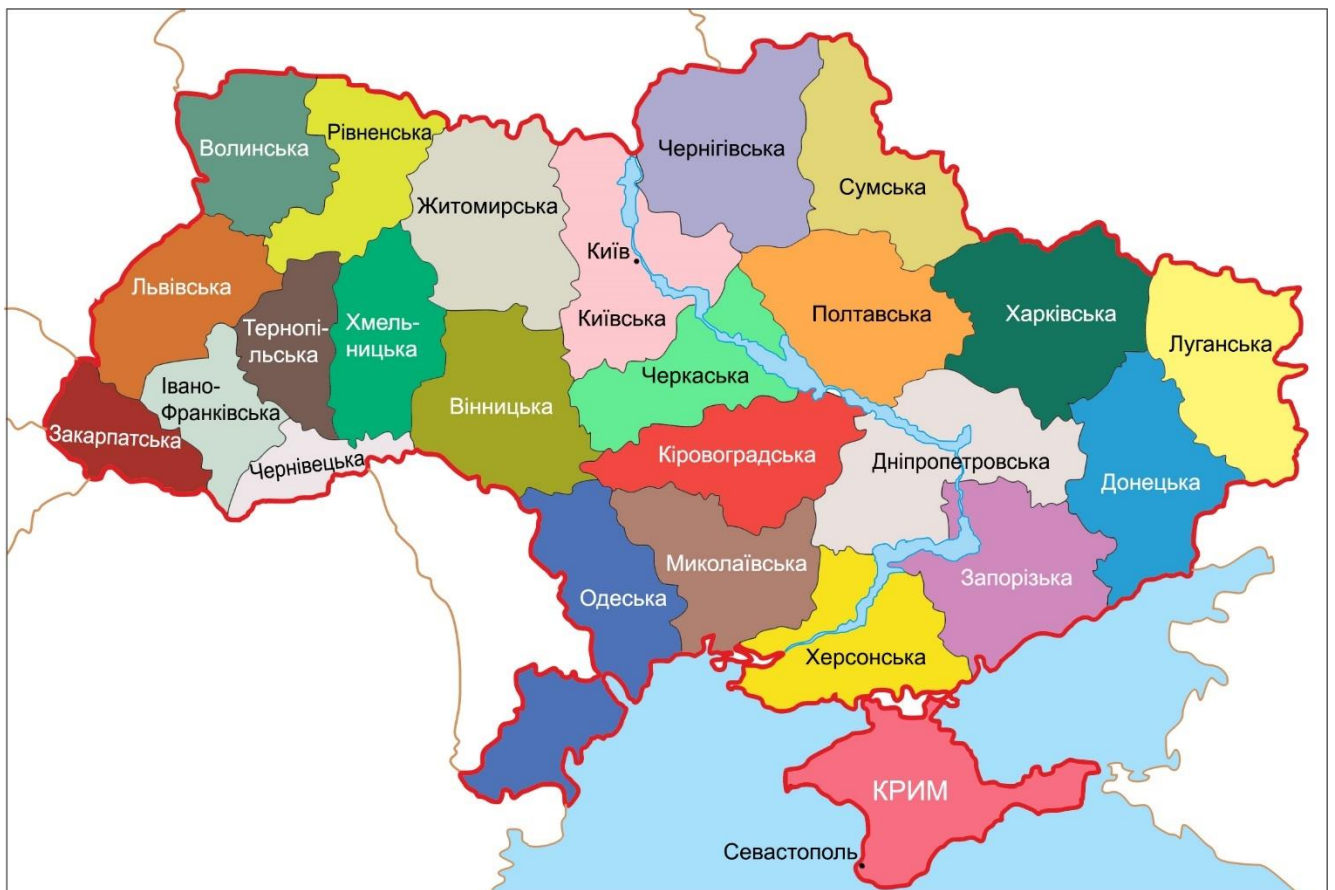 Волинська
Рівненська
Житомирська
Чернігівська
Сумська
Київ
Київська
Львівська
Тернопі-
льська
Хмель-
ницька
Полтавська
Харківська
Луганська
Черкаська
Івано-
Франківська
Закарпатська
Вінницька
Чернівецька
Кіровоградська
Дніпропетровська
Донецька
Миколаївська
Запорізька
Одеська
Херсонська
КРИМ
Севастополь